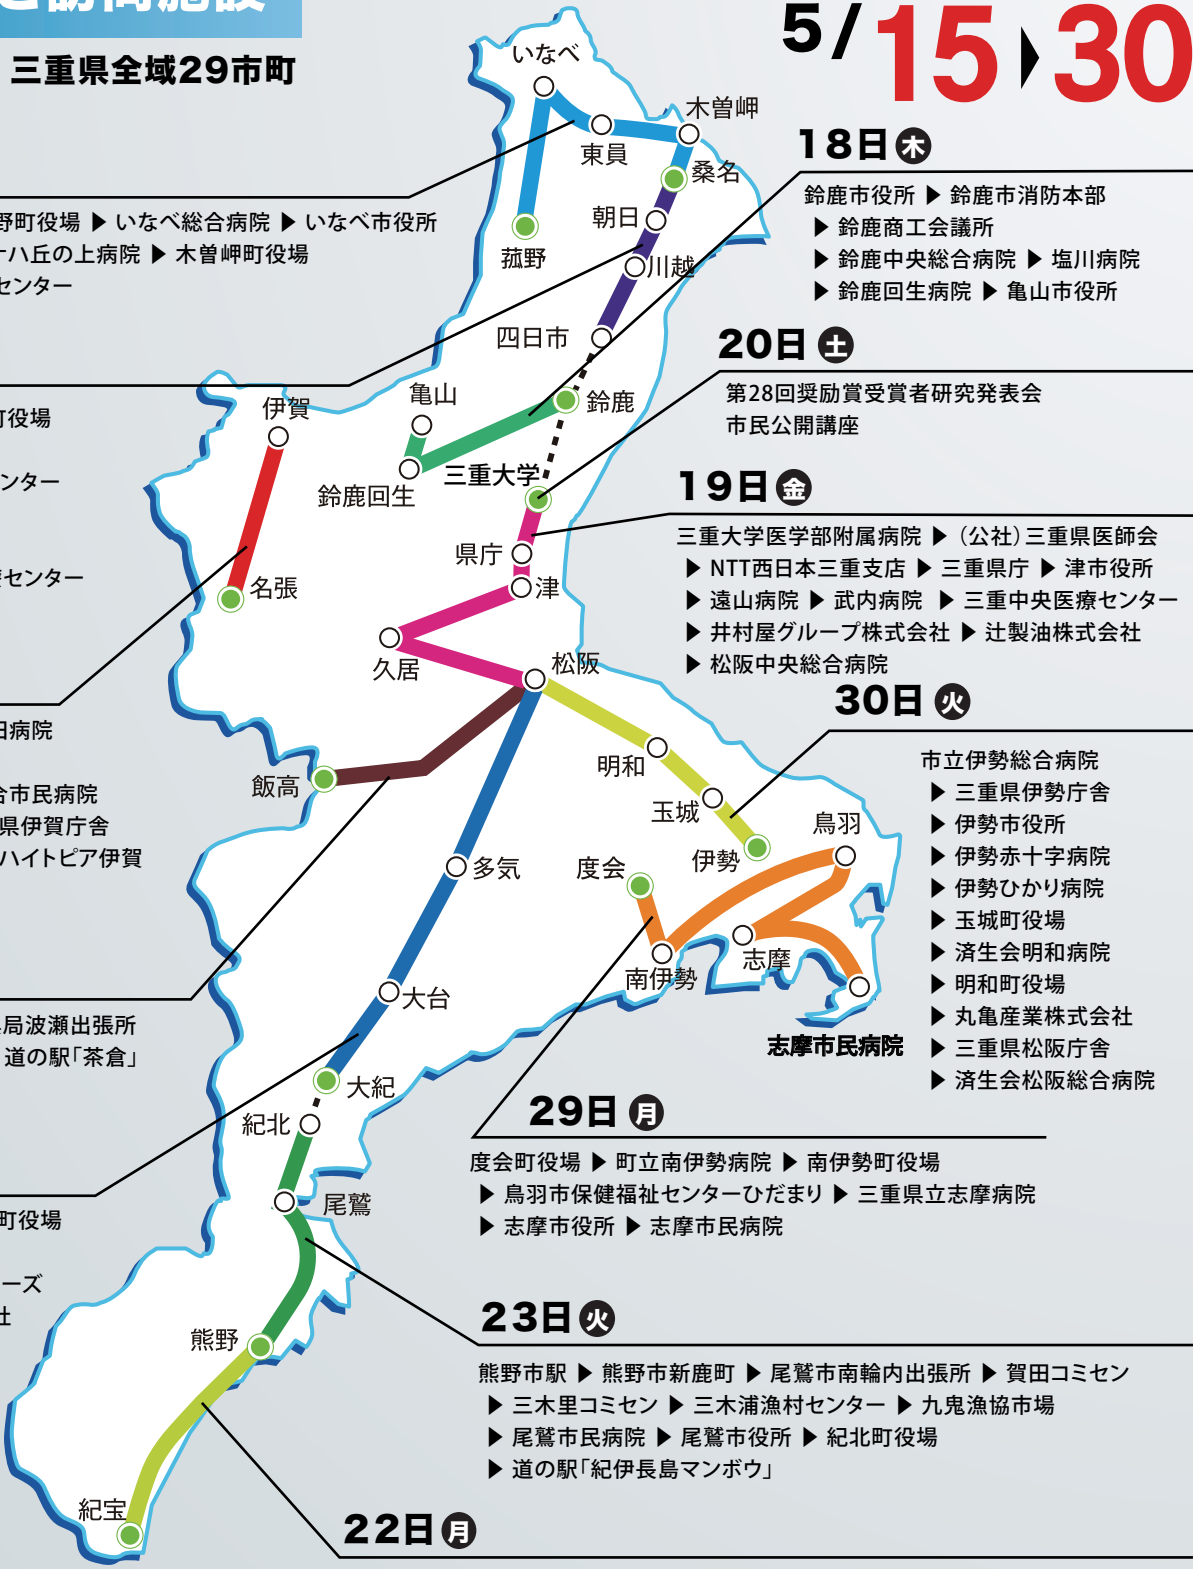 と訪問施設
三重県全域29市町
5/15▶30
野町役場 ▶ いなべ総合病院 ▶ いなべ市役所
ナハ丘の上病院 ▶ 木曽岬町役場
センター
町役場
ンター
センター
田病院
合市民病院
県伊賀庁舎
ハイトピア伊賀
局波瀬出張所
道の駅「茶倉」
町役場
ーズ
社
いなべ
木曽岬
東員
桑名
朝日
菰野
川越
四日市
亀山
鈴鹿
伊賀
鈴鹿回生
三重大学
県庁
名張
津
久居
松阪
明和
飯高
玉城
鳥羽
度会
伊勢
多気
志摩
南伊勢
大台
志摩市民病院
大紀
紀北
尾鷲
熊野
紀宝
18日 木
鈴鹿市役所 ▶ 鈴鹿市消防本部
▶ 鈴鹿商工会議所
▶ 鈴鹿中央総合病院 ▶ 塩川病院
▶ 鈴鹿回生病院 ▶ 亀山市役所
20日 土
第28回奨励賞受賞者研究発表会
市民公開講座
19日 金
三重大学医学部附属病院 ▶ (公社)三重県医師会
▶ NTT西日本三重支店 ▶ 三重県庁 ▶ 津市役所
▶ 遠山病院 ▶ 武内病院 ▶ 三重中央医療センター
▶ 井村屋グループ株式会社 ▶ 辻製油株式会社
▶ 松阪中央総合病院
30日 火
市立伊勢総合病院
▶ 三重県伊勢庁舎
▶ 伊勢市役所
▶ 伊勢赤十字病院
▶ 伊勢ひかり病院
▶ 玉城町役場
▶ 済生会明和病院
▶ 明和町役場
▶ 丸亀産業株式会社
▶ 三重県松阪庁舎
▶ 済生会松阪総合病院
29日 月
度会町役場 ▶ 町立南伊勢病院 ▶ 南伊勢町役場
▶ 鳥羽市保健福祉センターひだまり ▶ 三重県立志摩病院
▶ 志摩市役所 ▶ 志摩市民病院
23日 火
熊野市駅 ▶ 熊野市新鹿町 ▶ 尾鷲市南輪内出張所 ▶ 賀田コミセン
▶ 三木里コミセン ▶ 三木浦漁村センター ▶ 九鬼漁協市場
▶ 尾鷲市民病院 ▶ 尾鷲市役所 ▶ 紀北町役場
▶ 道の駅「紀伊長島マンボウ」
22日 月